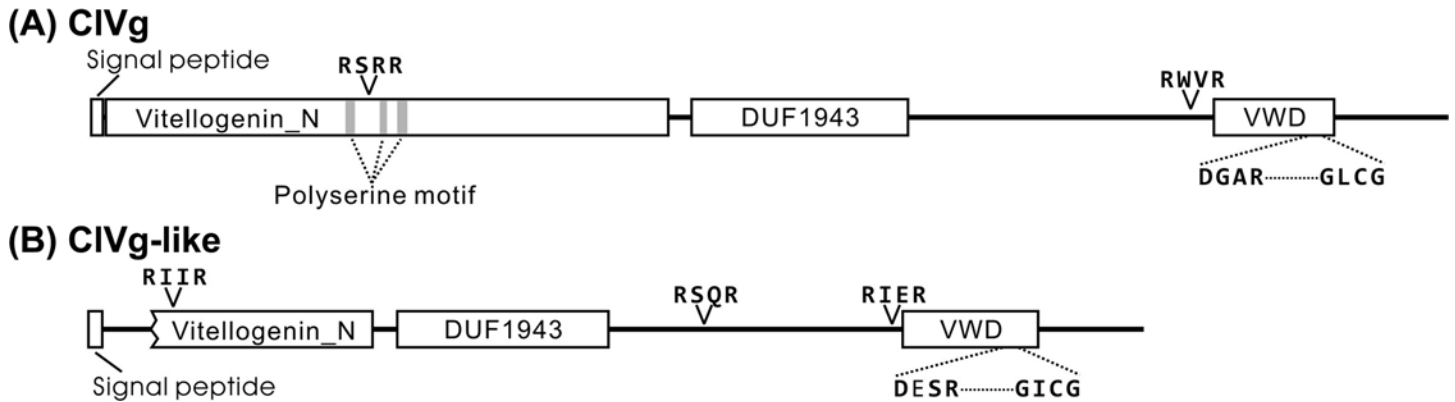 (A) ClVg
Signal peptide
RSRR
RWVR
Vitellogenin_N
DUF1943
VWD
DGAR
GLCG
Polyserine motif
(B) ClVg-like
RIIR
RSQR
RIER
Vitellogenin_N
DUF1943
VWD
Signal peptide
DESR
GICG